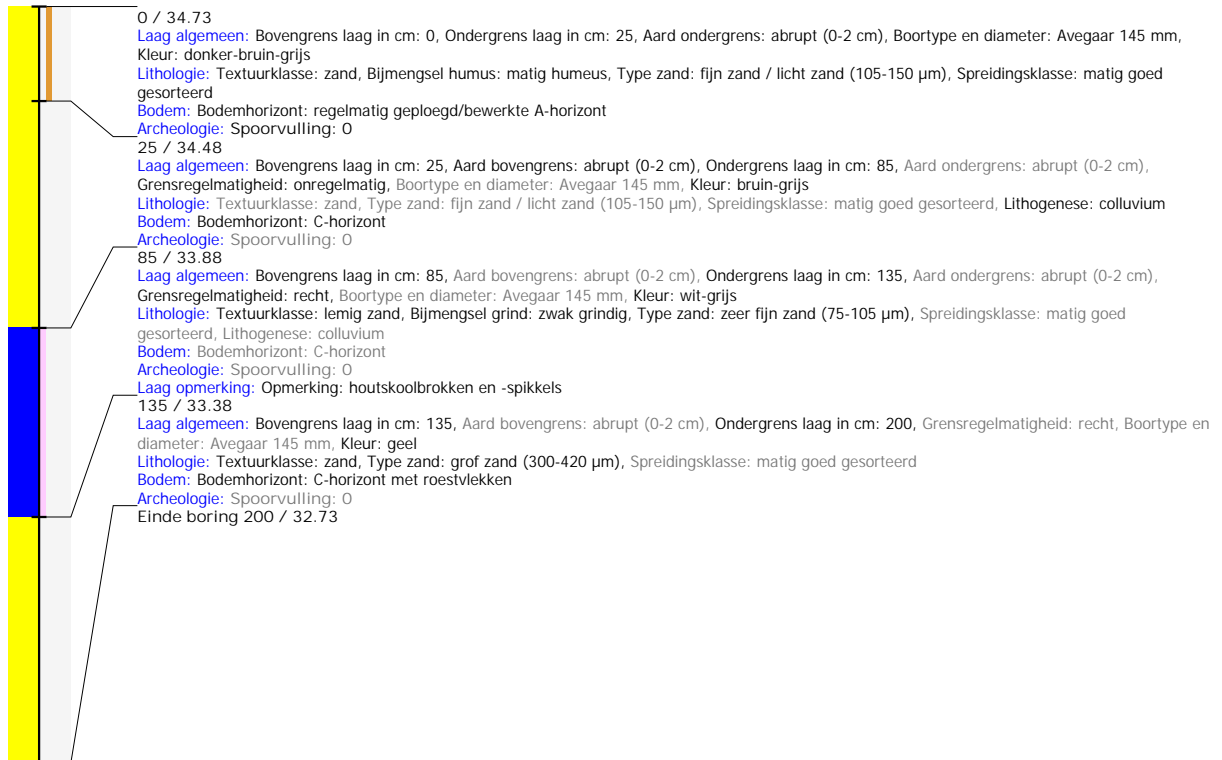 0 / 34.73
Laag algemeen: Bovengrens laag in cm: 0, Ondergrens laag in cm: 25, Aard ondergrens: abrupt (0-2 cm), Boortype en diameter: Avegaar 145 mm,
Kleur: donker-bruin-grijs
Lithologie: Textuurklasse: zand, Bijmengsel humus: matig humeus, Type zand: fijn zand / licht zand (105-150 µm), Spreidingsklasse: matig goed
gesorteerd
Bodem: Bodemhorizont: regelmatig geploegd/bewerkte A-horizont
Archeologie: Spoorvulling: 0
25 / 34.48
Laag algemeen: Bovengrens laag in cm: 25, Aard bovengrens: abrupt (0-2 cm), Ondergrens laag in cm: 85, Aard ondergrens: abrupt (0-2 cm),
Grensregelmatigheid: onregelmatig, Boortype en diameter: Avegaar 145 mm, Kleur: bruin-grijs
Lithologie: Textuurklasse: zand, Type zand: fijn zand / licht zand (105-150 µm), Spreidingsklasse: matig goed gesorteerd, Lithogenese: colluvium
Bodem: Bodemhorizont: C-horizont
Archeologie: Spoorvulling: 0
85 / 33.88
Laag algemeen: Bovengrens laag in cm: 85, Aard bovengrens: abrupt (0-2 cm), Ondergrens laag in cm: 135, Aard ondergrens: abrupt (0-2 cm),
Grensregelmatigheid: recht, Boortype en diameter: Avegaar 145 mm, Kleur: wit-grijs
Lithologie: Textuurklasse: lemig zand, Bijmengsel grind: zwak grindig, Type zand: zeer fijn zand (75-105 µm), Spreidingsklasse: matig goed
gesorteerd, Lithogenese: colluvium
Bodem: Bodemhorizont: C-horizont
Archeologie: Spoorvulling: 0
Laag opmerking: Opmerking: houtskoolbrokken en -spikkels
135 / 33.38
Laag algemeen: Bovengrens laag in cm: 135, Aard bovengrens: abrupt (0-2 cm), Ondergrens laag in cm: 200, Grensregelmatigheid: recht, Boortype en
diameter: Avegaar 145 mm, Kleur: geel
Lithologie: Textuurklasse: zand, Type zand: grof zand (300-420 µm), Spreidingsklasse: matig goed gesorteerd
Bodem: Bodemhorizont: C-horizont met roestvlekken
Archeologie: Spoorvulling: 0
Einde boring 200 / 32.73